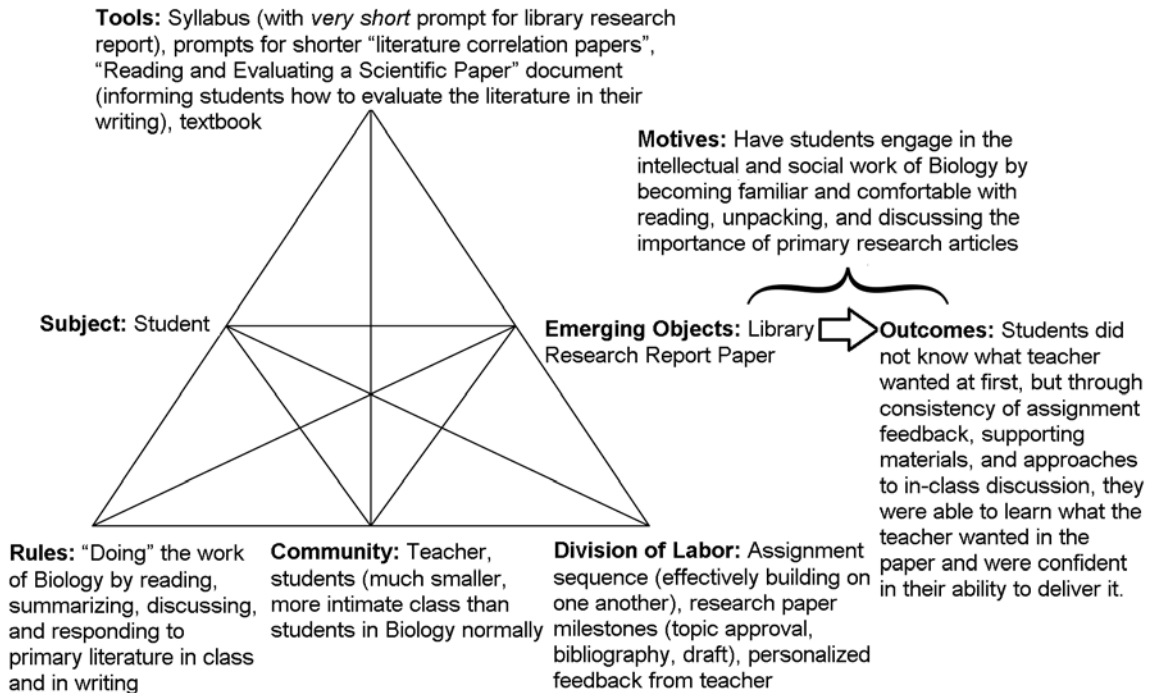 Tools: Syllabus (with very short prompt for library research
report), prompts for shorter “literature correlation papers”,
“Reading and Evaluating a Scientific Paper” document
(informing students how to evaluate the literature in their
writing), textbook
Motives: Have students engage in the
intellectual and social work of Biology by
becoming familiar and comfortable with
reading, unpacking, and discussing the
importance of primary research articles
Subject: Student
Emerging Objects: Library
Research Report Paper
Outcomes: Students did
not know what teacher
wanted at first, but through
consistency of assignment
feedback, supporting
materials, and approaches
to in-class discussion, they
were able to learn what the
teacher wanted in the
paper and were confident
in their ability to deliver it.
Rules: “Doing” the work
of Biology by reading,
summarizing, discussing,
and responding to
primary literature in class
and in writing
Community: Teacher,
students (much smaller,
more intimate class than
students in Biology normally
Division of Labor: Assignment
sequence (effectively building on
one another), research paper
milestones (topic approval,
bibliography, draft), personalized
feedback from teacher